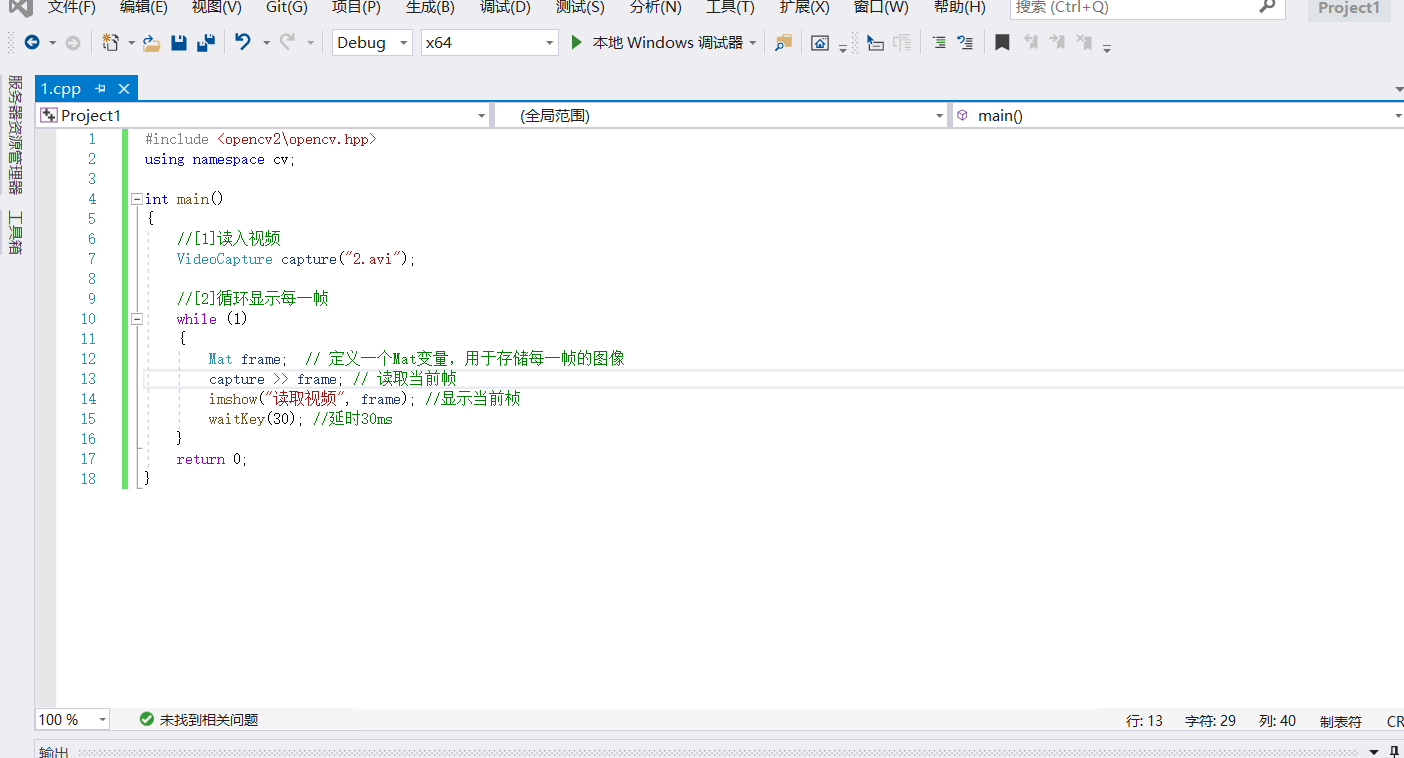 文件(F) 编辑(E) 视图(V) Git(G) 项目(P) 生成(B) 调试(D) 测试(S) 分析(N) 工具(T) 扩展(X) 窗口(W) 帮助(H) 搜索 (Ctrl+Q) Project1
Debug x64 本地 Windows 调试器
服务器资源管理器
工具箱
1.cpp
Project1 (全局范围) main()
1 #include <opencv2\opencv.hpp>
2 using namespace cv;
3
4 int main()
5 {
6 //[1]读入视频
7 VideoCapture capture("2.avi");
8
9 //[2]循环显示每一帧
10 while (1)
11 {
12 Mat frame; // 定义一个Mat变量，用于存储每一帧的图像
13 capture >> frame; // 读取当前帧
14 imshow("读取视频", frame); //显示当前桢
15 waitKey(30); //延时30ms
16 }
17 return 0;
18 }
100 % 未找到相关问题 行: 13 字符: 29 列: 40 制表符 CR
输出